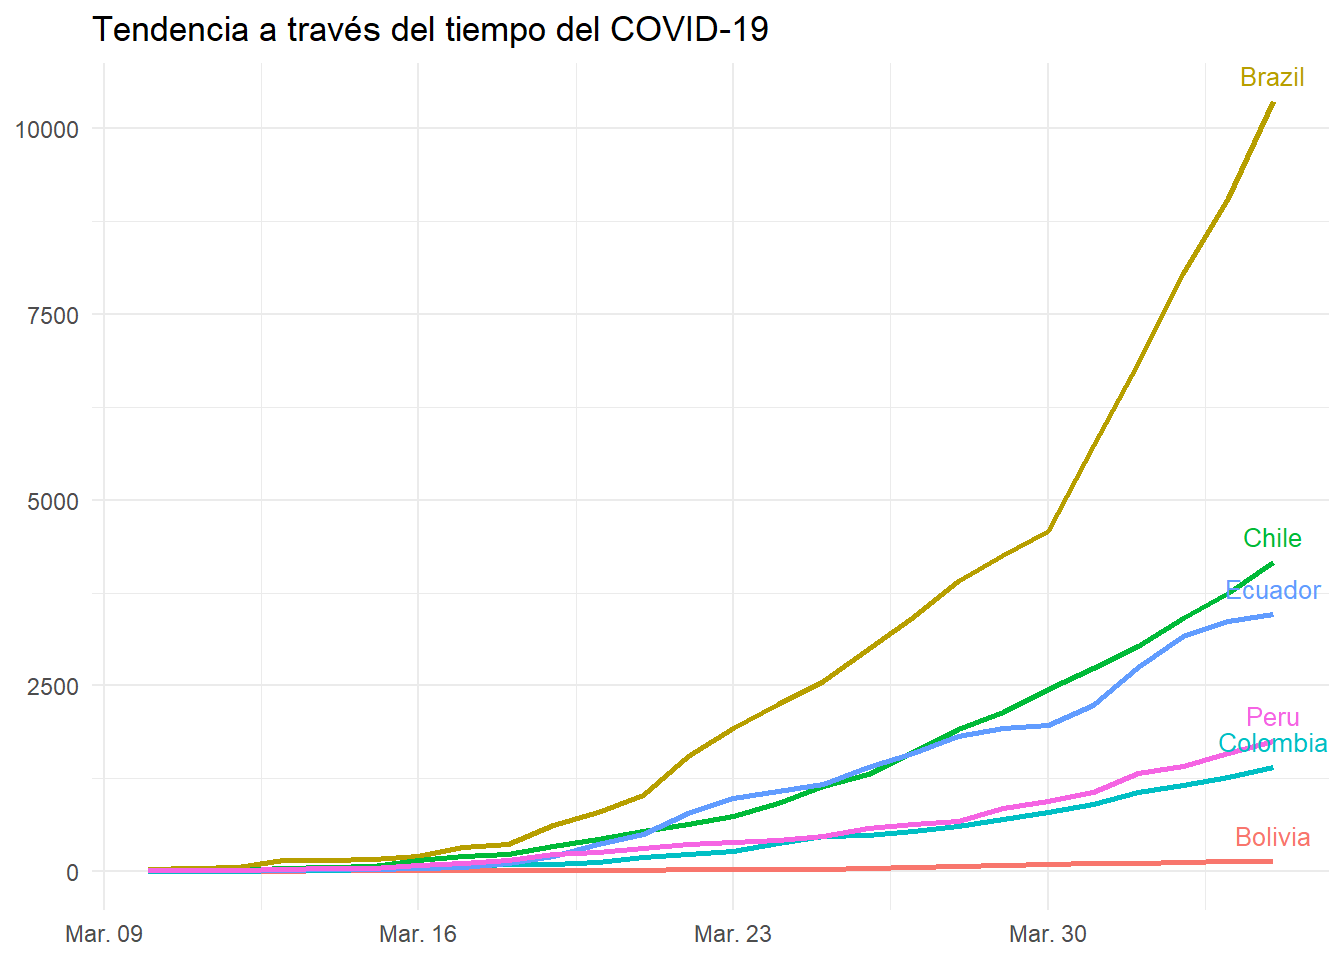 Tendencia a través del tiempo del COVID-19
Brazil
10000
7500
5000
Chile
Ecuador
2500
Peru
Colombia
Bolivia
0
Mar. 09 Mar. 16 Mar. 23 Mar. 30